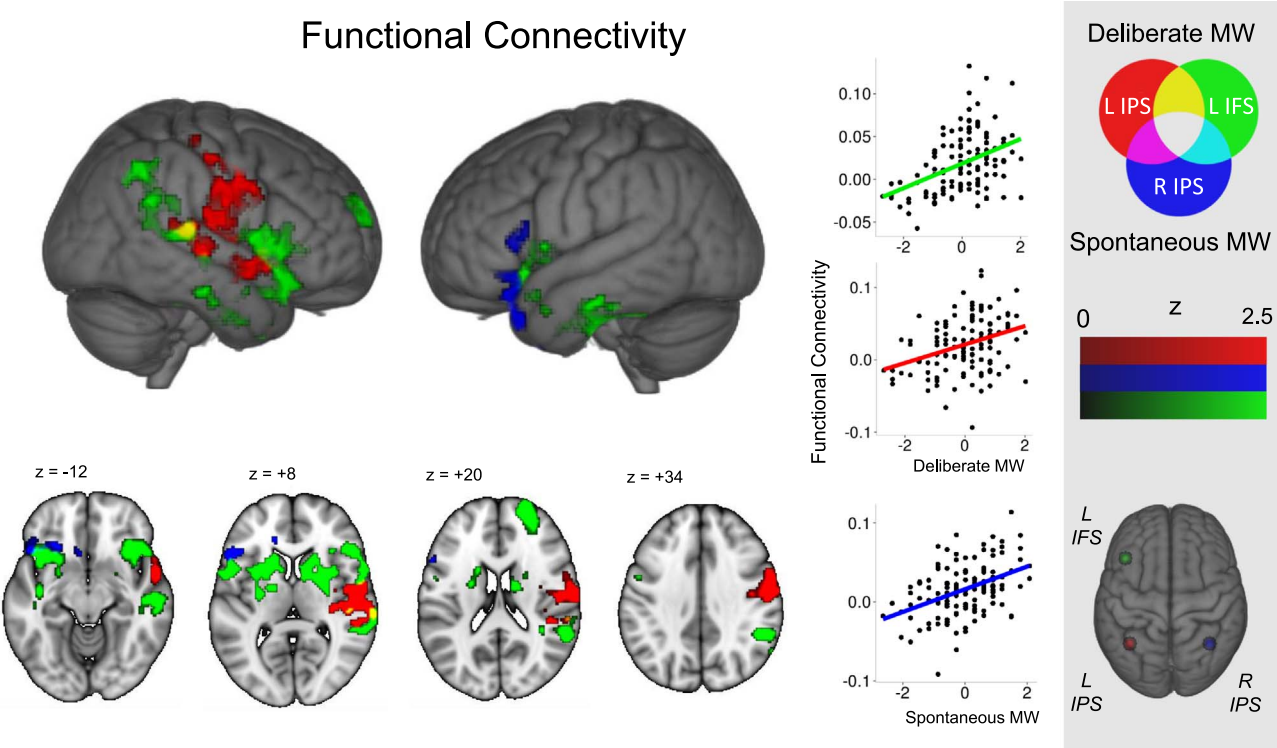 Functional Connectivity
z = -12
z = +8
z = +20
z = +34
Functional Connectivity
0.10
0.05
0.00
-0.05
-2
0
2
0.1
0.0
-0.1
-2
0
2
Deliberate MW
0.1
0.0
-0.1
-2
0
2
Spontaneous MW
Deliberate MW
L IPS
L IFS
R IPS
Spontaneous MW
0
z
2.5
L
IFS
L
IPS
R
IPS